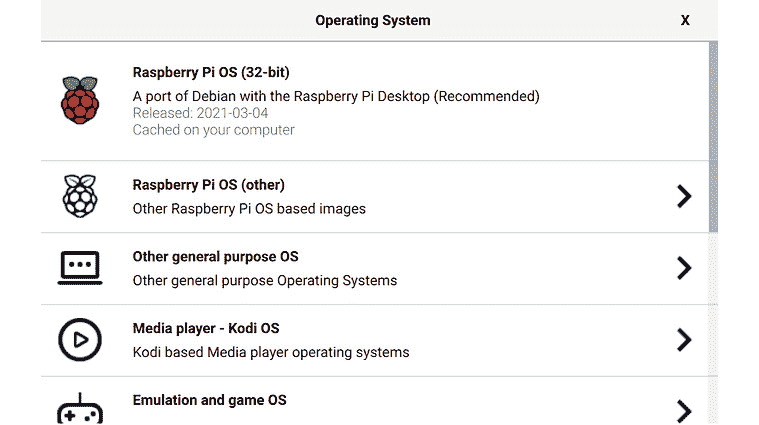 Operating System X
Raspberry Pi OS (32-bit)
A port of Debian with the Raspberry Pi Desktop (Recommended)
Released: 2021-03-04
Cached on your computer
Raspberry Pi OS (other)
Other Raspberry Pi OS based images
Other general purpose OS
Other general purpose Operating Systems
Media player - Kodi OS
Kodi based Media player operating systems
Emulation and game OS